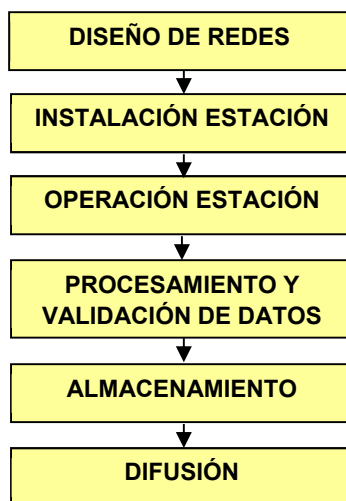 DISEÑO DE REDES
INSTALACIÓN ESTACIÓN
OPERACIÓN ESTACIÓN
PROCESAMIENTO Y
VALIDACIÓN DE DATOS
ALMACENAMIENTO
DIFUSIÓN